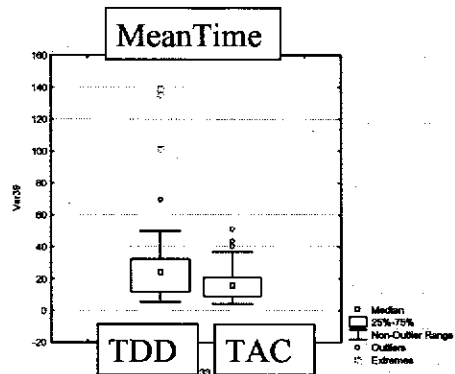 MeanTime
160
140
120
100
80
60
40
20
0
-20
Var39
TDD TAC
33
Median
25%-75%
Non-Outlier Range
Outliers
Extremes